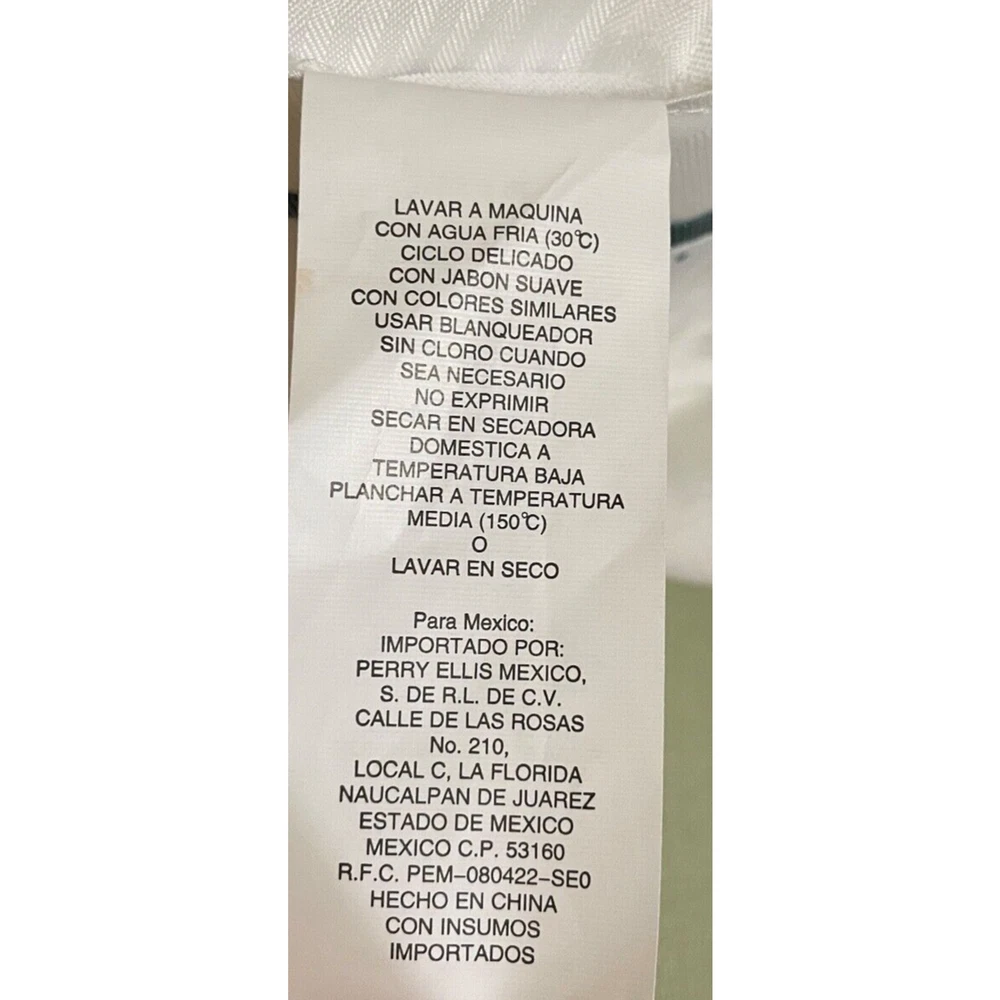 LAVAR A MAQUINA
CON AGUA FRIA (30°C)
CICLO DELICADO
CON JABON SUAVE
CON COLORES SIMILARES
USAR BLANQUEADOR
SIN CLORO CUANDO
SEA NECESARIO
NO EXPRIMIR
SECAR EN SECADORA
DOMESTICA A
TEMPERATURA BAJA
PLANCHAR A TEMPERATURA
MEDIA (150°C)
O
LAVAR EN SECO
Para Mexico:
IMPORTADO POR:
PERRY ELLIS MEXICO,
S. DE R.L. DE C.V.
CALLE DE LAS ROSAS
No. 210,
LOCAL C, LA FLORIDA
NAUCALPAN DE JUAREZ
ESTADO DE MEXICO
MEXICO C.P. 53160
R.F.C. PEM-080422-SE0
HECHO EN CHINA
CON INSUMOS
IMPORTADOS